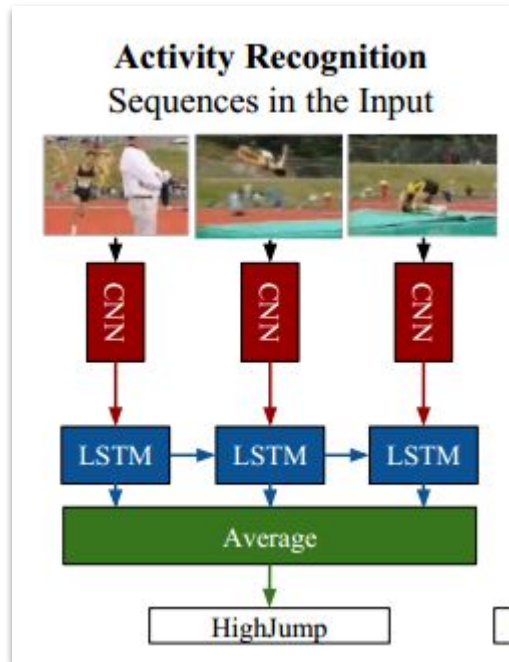 Activity Recognition
Sequences in the Input
CNN
CNN
CNN
LSTM
LSTM
LSTM
Average
HighJump